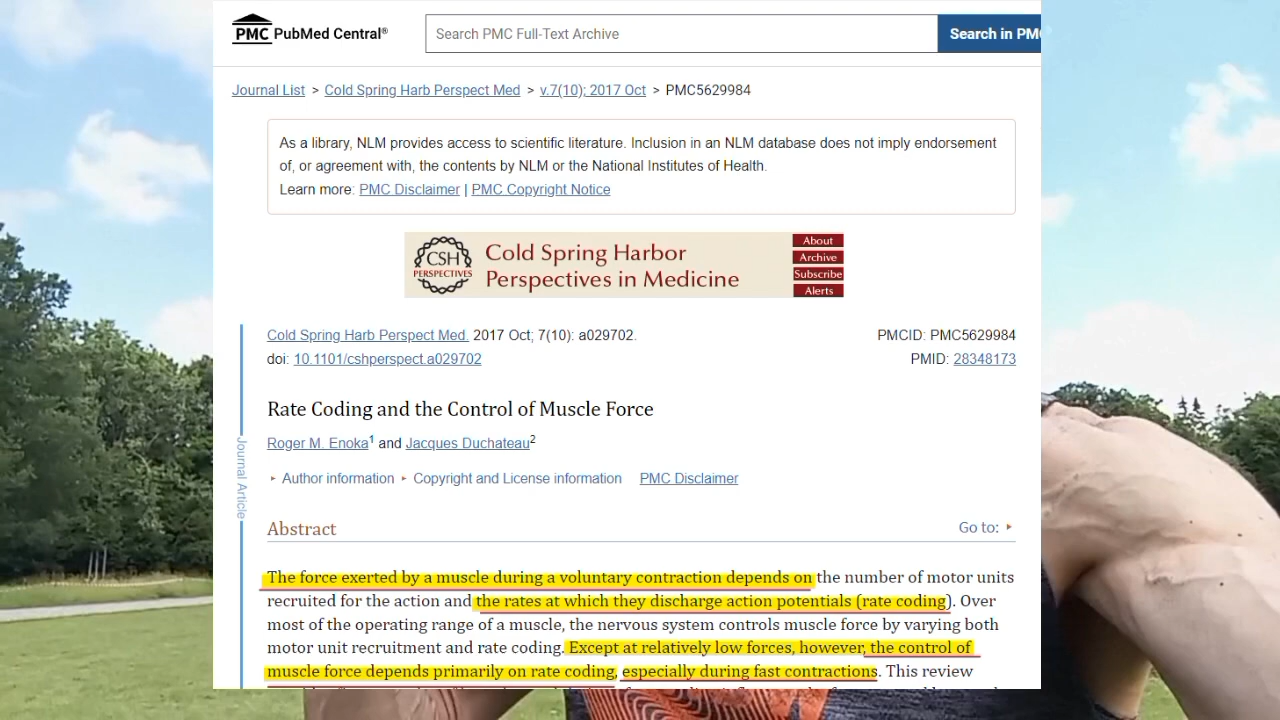 PMC PubMed Central®
Search PMC Full-Text Archive
Search in PM
Journal List > Cold Spring Harb Perspect Med > v.7(10); 2017 Oct > PMC5629984
As a library, NLM provides access to scientific literature. Inclusion in an NLM database does not imply endorsement
of, or agreement with, the contents by NLM or the National Institutes of Health.
Learn more: PMC Disclaimer | PMC Copyright Notice
CSH
PERSPECTIVES
Cold Spring Harbor
Perspectives in Medicine
About
Archive
Subscribe
Alerts
Cold Spring Harb Perspect Med. 2017 Oct; 7(10): a029702.
PMCID: PMC5629984
doi: 10.1101/cshperspect.a029702
PMID: 28348173
Journal Article
Rate Coding and the Control of Muscle Force
Roger M. Enoka1 and Jacques Duchateau2
▸ Author information ▸ Copyright and License information PMC Disclaimer
Abstract
Go to: ▸
The force exerted by a muscle during a voluntary contraction depends on the number of motor units
recruited for the action and the rates at which they discharge action potentials (rate coding). Over
most of the operating range of a muscle, the nervous system controls muscle force by varying both
motor unit recruitment and rate coding. Except at relatively low forces, however, the control of
muscle force depends primarily on rate coding, especially during fast contractions. This review